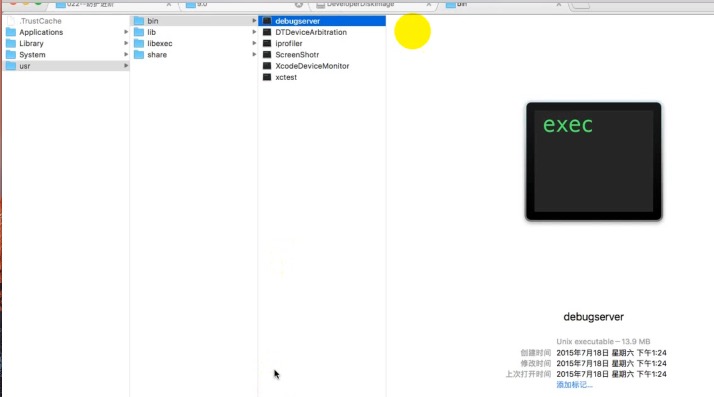 022--防护进阶
9.0
DeveloperDiskImage
bin
.TrustCache
Applications
Library
System
usr
bin
lib
libexec
share
debugserver
DTDeviceArbitration
iprofiler
ScreenShotr
XcodeDeviceMonitor
xctest
exec
debugserver
Unix executable – 13.9 MB
创建时间 2015年7月18日 星期六 下午1:24
修改时间 2015年7月18日 星期六 下午1:24
上次打开时间 2015年7月18日 星期六 下午1:24
添加标记...